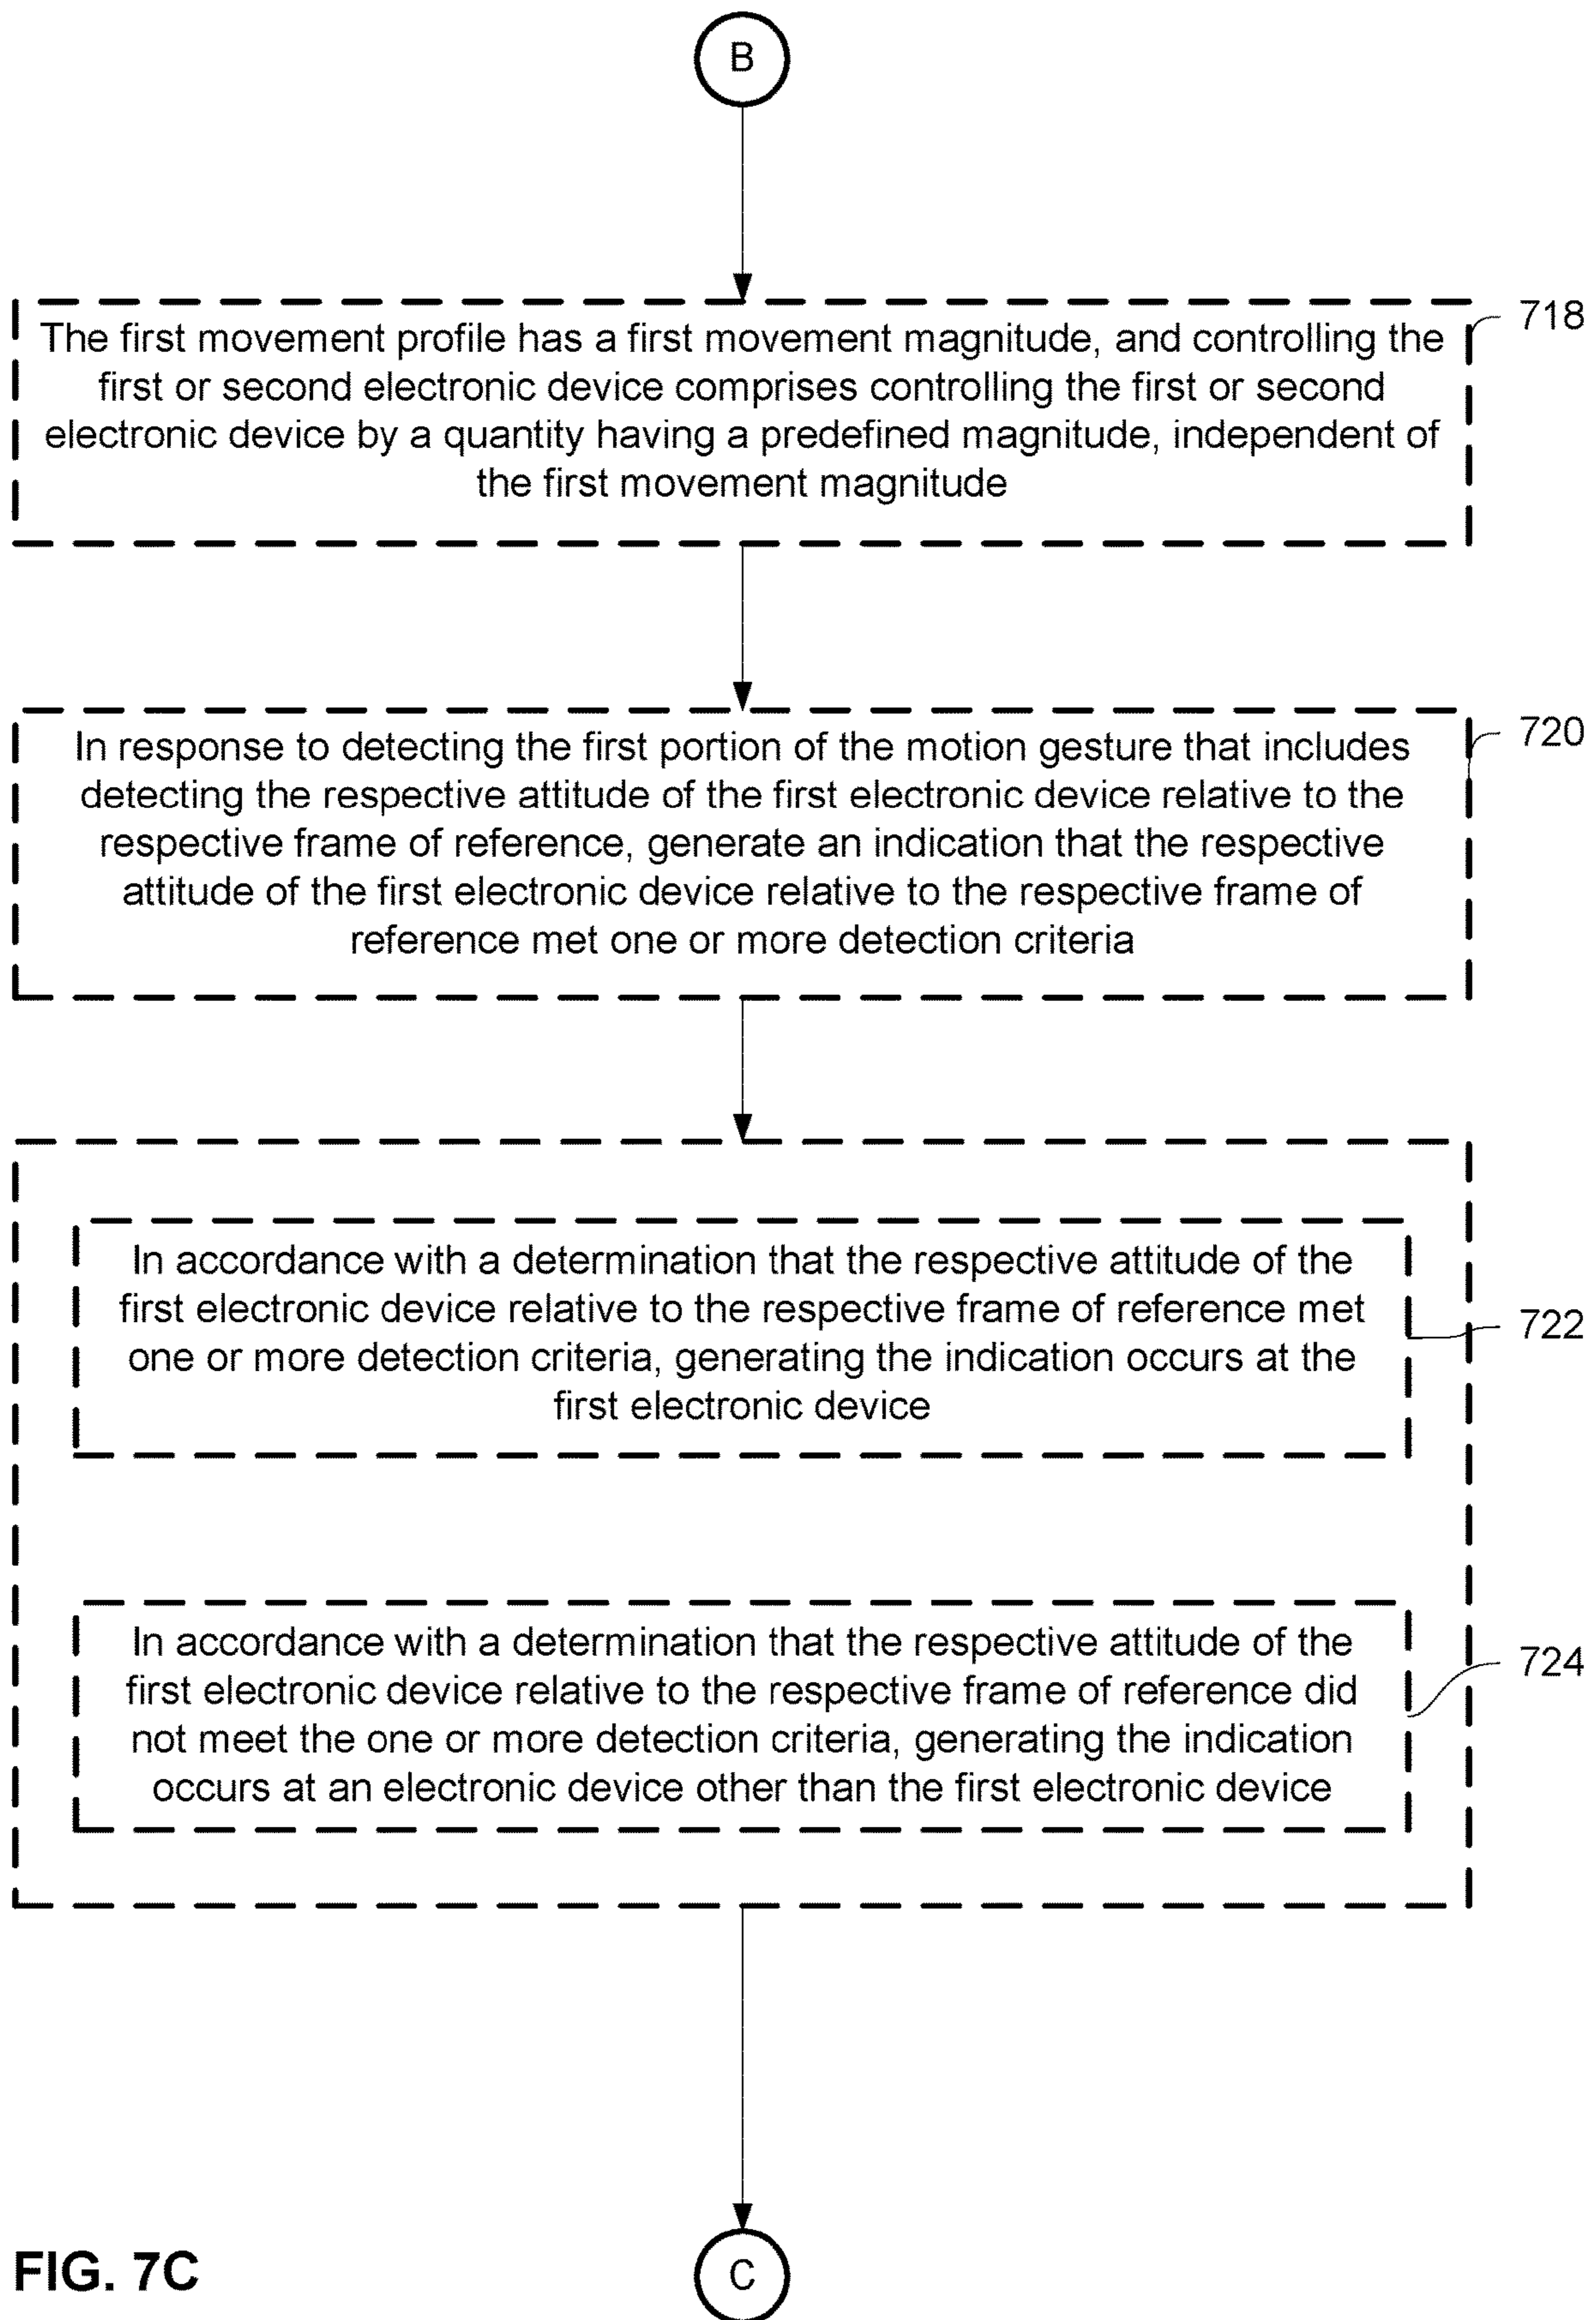 B
The first movement profile has a first movement magnitude, and controlling the
first or second electronic device comprises controlling the first or second
electronic device by a quantity having a predefined magnitude, independent of
the first movement magnitude
718
In response to detecting the first portion of the motion gesture that includes
detecting the respective attitude of the first electronic device relative to the
respective frame of reference, generate an indication that the respective
attitude of the first electronic device relative to the respective frame of
reference met one or more detection criteria
720
In accordance with a determination that the respective attitude of the
first electronic device relative to the respective frame of reference met
one or more detection criteria, generating the indication occurs at the
first electronic device
722
In accordance with a determination that the respective attitude of the
first electronic device relative to the respective frame of reference did
not meet the one or more detection criteria, generating the indication
occurs at an electronic device other than the first electronic device
724
C
FIG. 7C